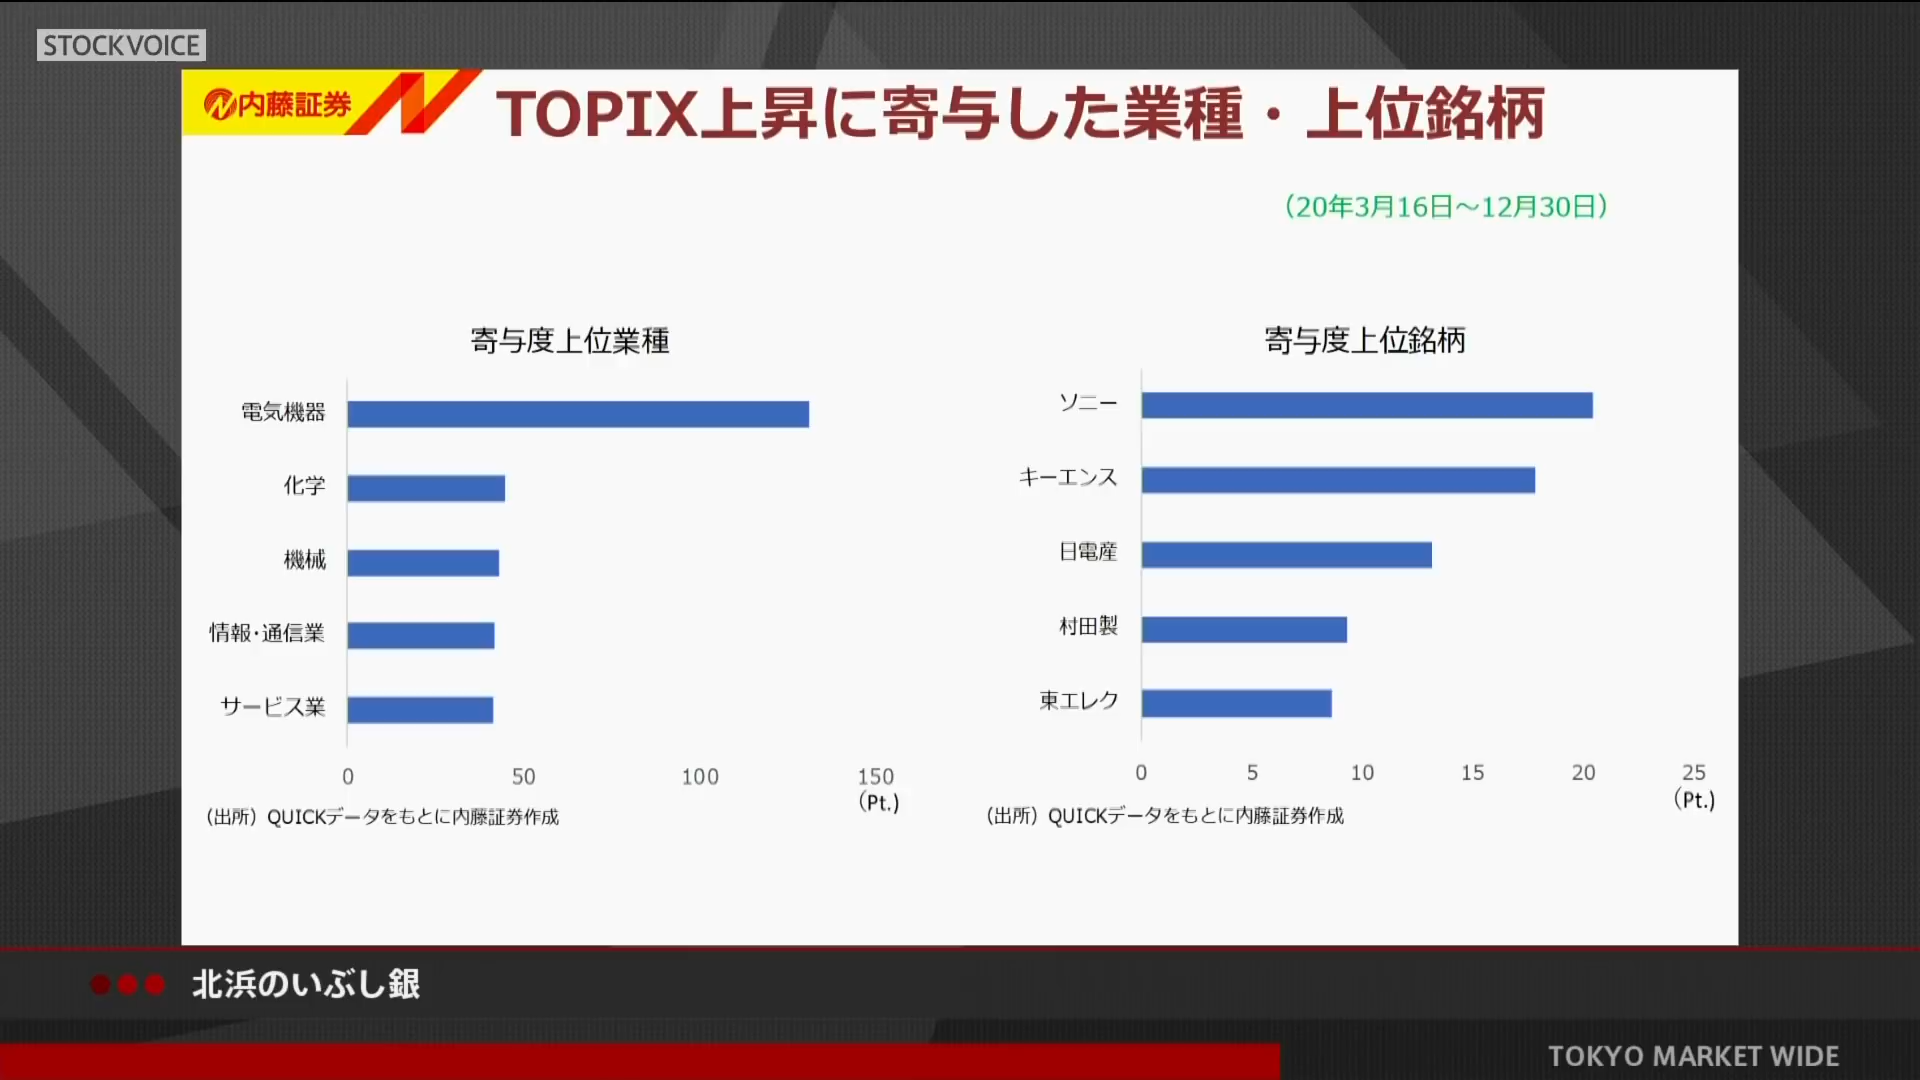 STOCKVOICE
内藤証券
TOPIX上昇に寄与した業種・上位銘柄
（20年3月16日～12月30日）
寄与度上位業種
電気機器
化学
機械
情報･通信業
サービス業
0 50 100 150
（Pt.）
（出所）QUICKデータをもとに内藤証券作成
寄与度上位銘柄
ソニー
キーエンス
日電産
村田製
東エレク
0 5 10 15 20 25
（Pt.）
（出所）QUICKデータをもとに内藤証券作成
北浜のいぶし銀
TOKYO MARKET WIDE